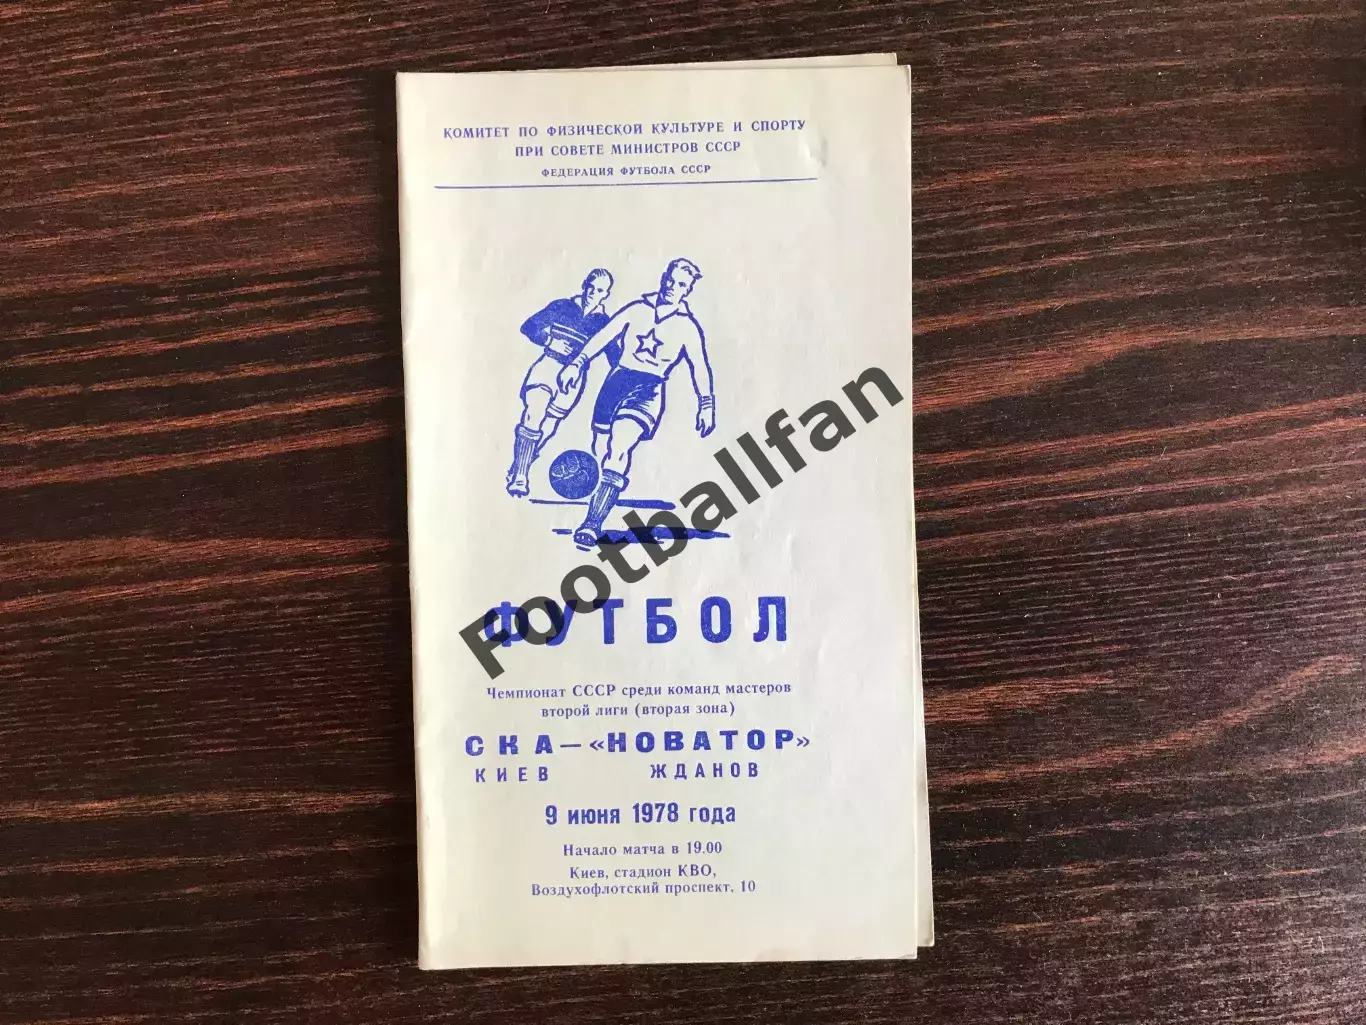 КОМИТЕТ ПО ФИЗИЧЕСКОЙ КУЛЬТУРЕ И СПОРТУ
ПРИ СОВЕТЕ МИНИСТРОВ СССР
ФЕДЕРАЦИЯ ФУТБОЛА СССР
Footballfan
ФУТБОЛ
Чемпионат СССР среди команд мастеров
второй лиги (вторая зона)
СКА — «НОВАТОР»
КИЕВ ЖДАНОВ
9 июня 1978 года
Начало матча в 19.00
Киев, стадион КВО,
Воздухофлотский проспект, 10